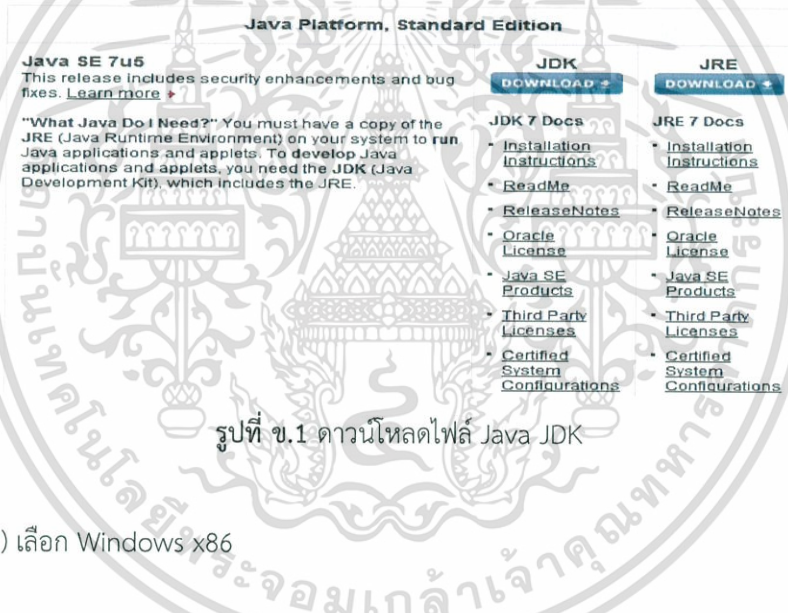 Java Platform, Standard Edition
Java SE 7u5
This release includes security enhancements and bug
fixes. Learn more
"What Java Do I Need?" You must have a copy of the
JRE (Java Runtime Environment) on your system to run
Java applications and applets. To develop Java
applications and applets, you need the JDK (Java
Development Kit), which includes the JRE.
JDK
DOWNLOAD
JDK 7 Docs
- Installation
Instructions
- ReadMe
- ReleaseNotes
- Oracle
License
- Java SE
Products
- Third Party
Licenses
- Certified
System
Configurations
JRE
DOWNLOAD
JRE 7 Docs
- Installation
Instructions
- ReadMe
- ReleaseNotes
- Oracle
License
- Java SE
Products
- Third Party
Licenses
- Certified
System
Configurations
รูปที่ ข.1 ดาวน์โหลดไฟล์ Java JDK
) เลือก Windows x86